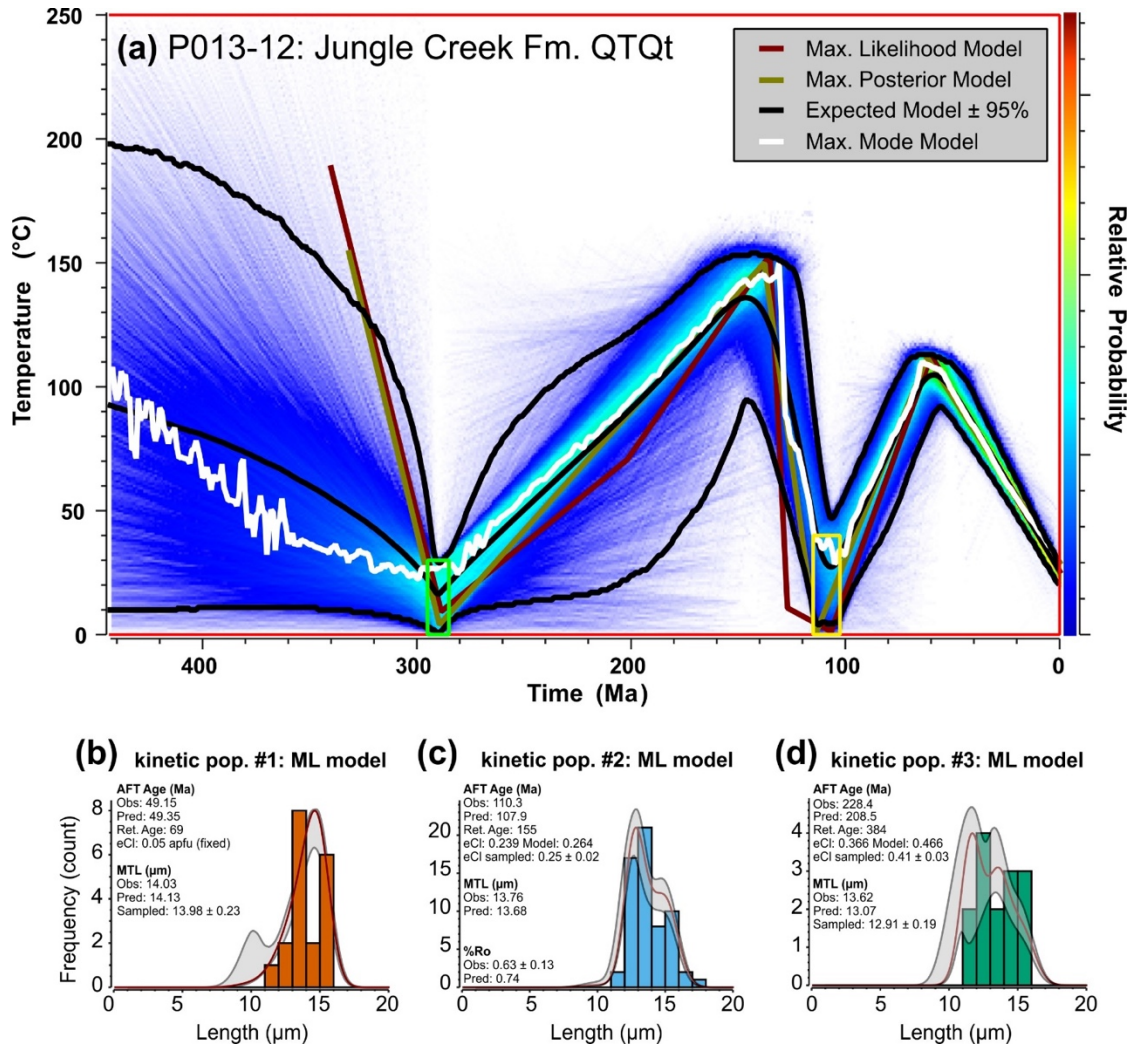 (a) P013-12: Jungle Creek Fm. QTQt
Max. Likelihood Model
Max. Posterior Model
Expected Model ± 95%
Max. Mode Model
250
200
150
100
50
0
Temperature (°C)
400
300
200
100
0
Time (Ma)
Relative Probability
(b) kinetic pop. #1: ML model
AFT Age (Ma)
Obs: 49.15
Pred: 49.35
Ret. Age: 69
eCl: 0.05 apfu (fixed)
MTL (µm)
Obs: 14.03
Pred: 14.13
Sampled: 13.98 ± 0.23
Frequency (count)
8
6
4
2
0
0 5 10 15 20
Length (µm)
(c) kinetic pop. #2: ML model
AFT Age (Ma)
Obs: 110.3
Pred: 107.9
Ret. Age: 155
eCl: 0.239 Model: 0.264
eCl sampled: 0.25 ± 0.02
MTL (µm)
Obs: 13.76
Pred: 13.68
%Ro
Obs: 0.63 ± 0.13
Pred: 0.74
20
10
0
0 5 10 15 20
Length (µm)
(d) kinetic pop. #3: ML model
AFT Age (Ma)
Obs: 228.4
Pred: 208.5
Ret. Age: 384
eCl: 0.366 Model: 0.466
eCl sampled: 0.41 ± 0.03
MTL (µm)
Obs: 13.62
Pred: 13.07
Sampled: 12.91 ± 0.19
4
3
2
1
0
0 5 10 15 20
Length (µm)